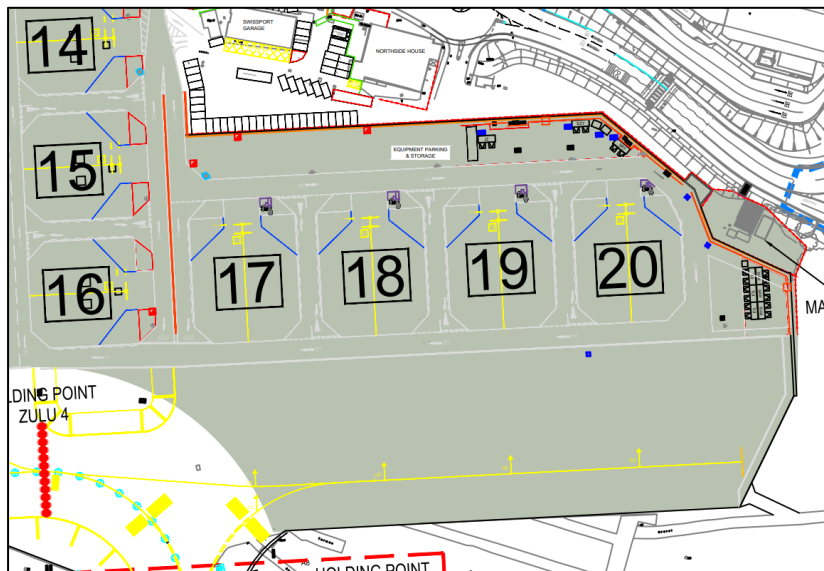 SWISSPORT
GARAGE
NORTHSIDE HOUSE
14
EQUIPMENT PARKING
& STORAGE
15
16
17
18
19
20
MA
LDING POINT
ZULU 4
HOLDING POINT